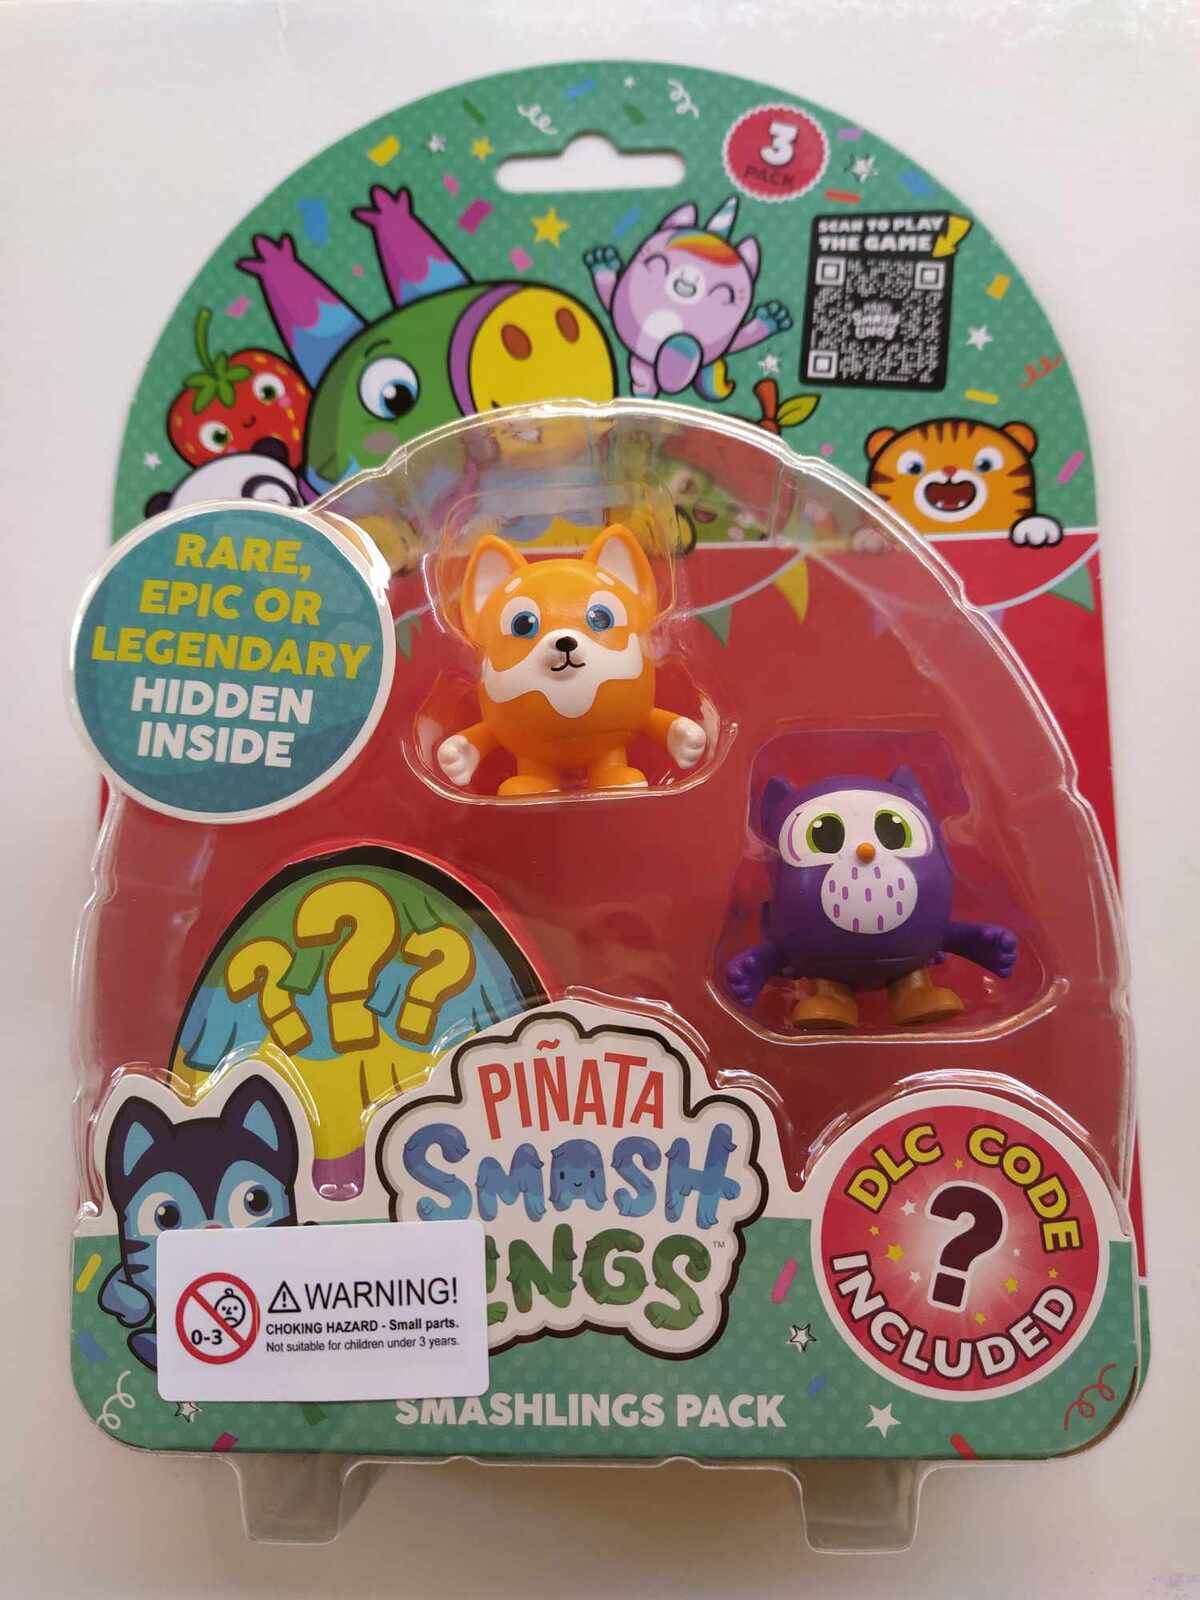 3
PACK
SCAN TO PLAY
THE GAME
RARE,
EPIC OR
LEGENDARY
HIDDEN
INSIDE
???
PIÑATA
SMASH
INGS™
DLC CODE
?
INCLUDED
0-3
WARNING!
CHOKING HAZARD - Small parts.
Not suitable for children under 3 years.
SMASHLINGS PACK